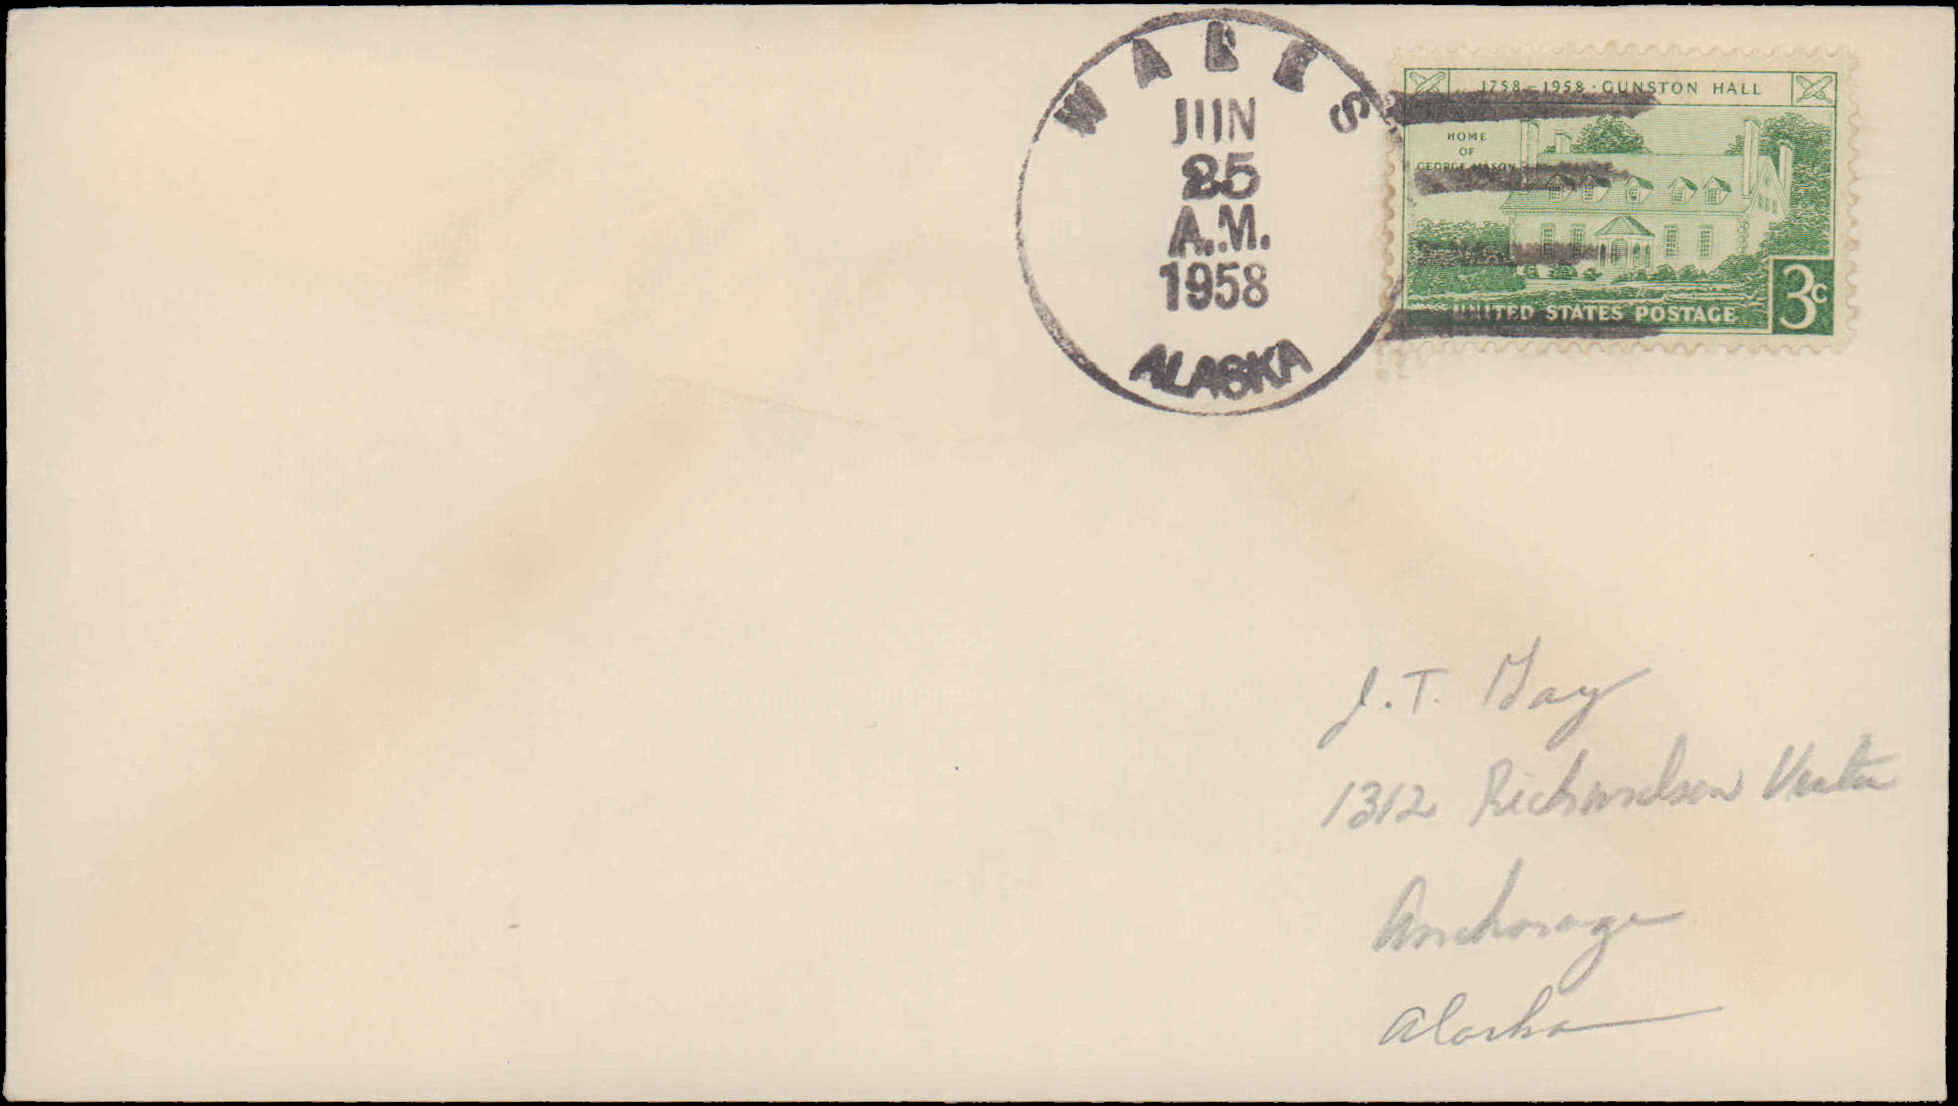 WALES
JUN
25
A.M.
1958
ALASKA
1758-1958 · GUNSTON HALL
HOME
OF
GEORGE MASON
UNITED STATES POSTAGE
3c
J. T. Gay
1312 Richardson Vista
Anchorage
Alaska